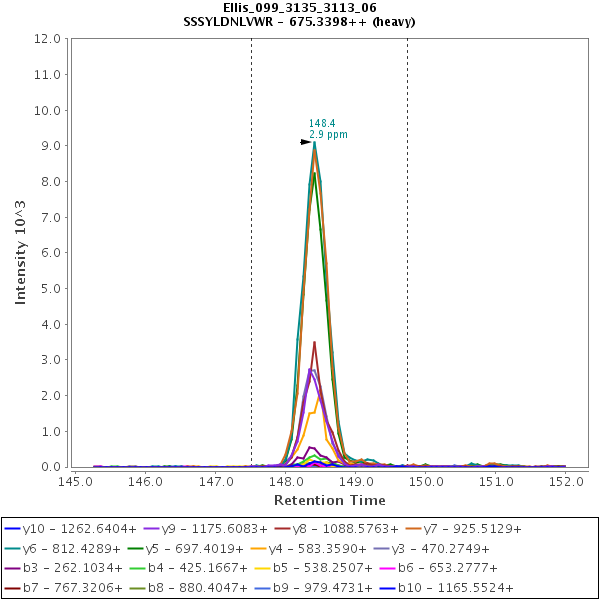 Ellis_099_3135_3113_06
SSSYLDNLVWR - 675.3398++ (heavy)
12.0
11.0
10.0
9.0
8.0
7.0
6.0
5.0
4.0
3.0
2.0
1.0
0.0
Intensity 10^3
148.4
2.9 ppm
145.0 146.0 147.0 148.0 149.0 150.0 151.0 152.0
Retention Time
y10 - 1262.6404+ y9 - 1175.6083+ y8 - 1088.5763+ y7 - 925.5129+
y6 - 812.4289+ y5 - 697.4019+ y4 - 583.3590+ y3 - 470.2749+
b3 - 262.1034+ b4 - 425.1667+ b5 - 538.2507+ b6 - 653.2777+
b7 - 767.3206+ b8 - 880.4047+ b9 - 979.4731+ b10 - 1165.5524+